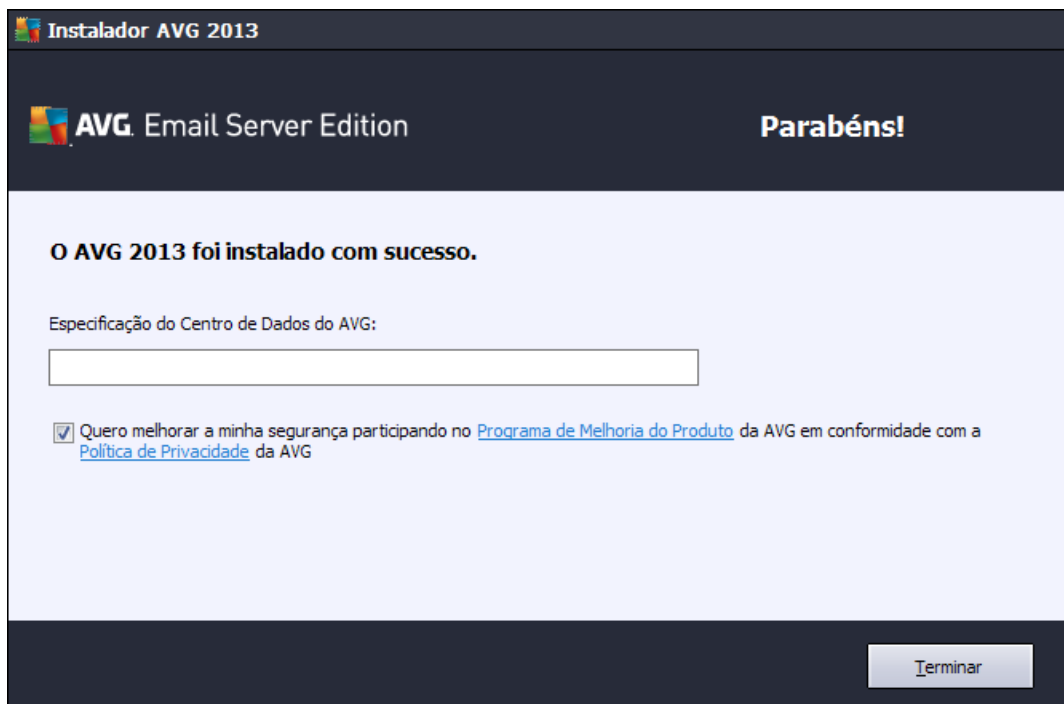 Instalador AVG 2013
AVG. Email Server Edition
Parabéns!
O AVG 2013 foi instalado com sucesso.
Especificação do Centro de Dados do AVG:
Quero melhorar a minha segurança participando no Programa de Melhoria do Produto da AVG em conformidade com a
Política de Privacidade da AVG
Terminar